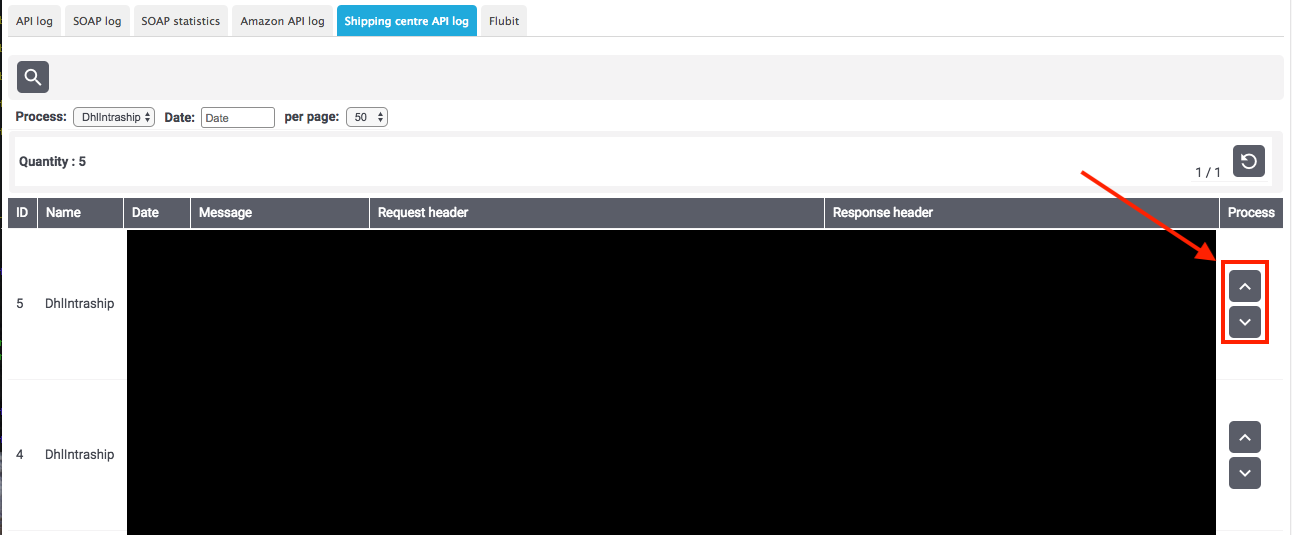 API log SOAP log SOAP statistics Amazon API log Shipping centre API log Flubit
Process: DhlIntraship Date: Date per page: 50
Quantity : 5
1 / 1
ID Name Date Message Request header Response header Process
5 DhlIntraship
4 DhlIntraship